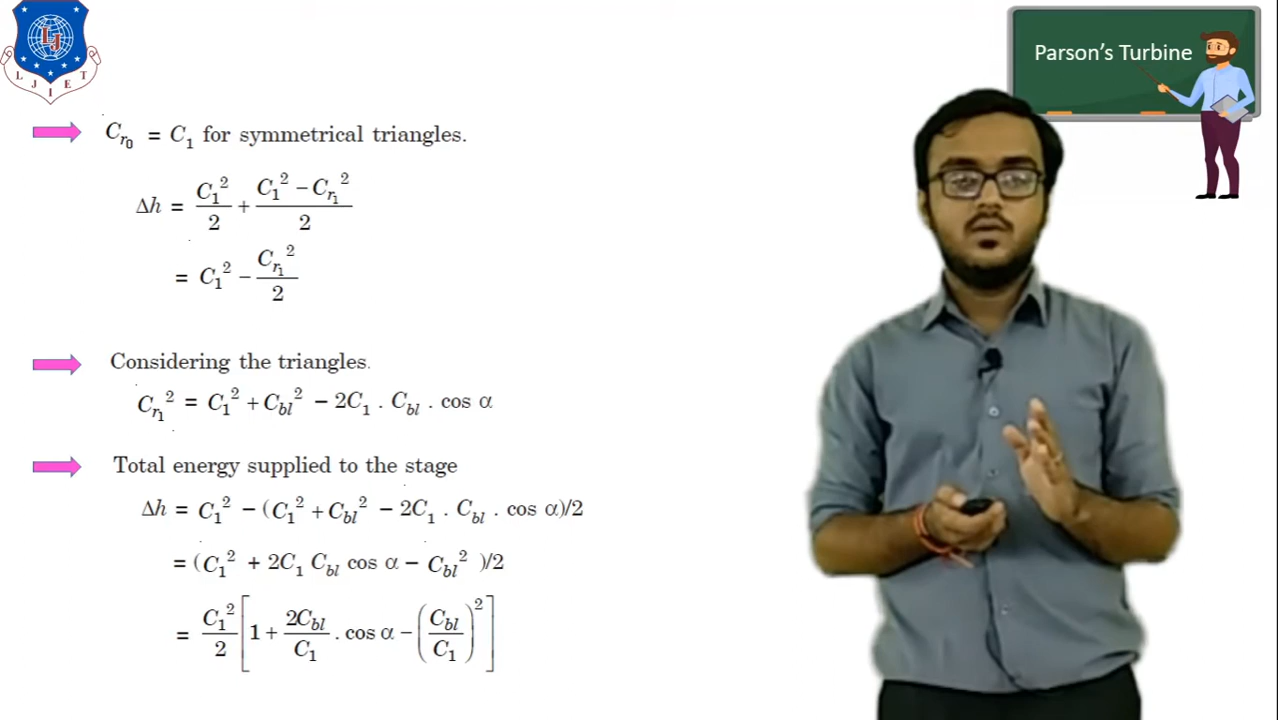 LJIET
Parson's Turbine
C_{r_0} = C_1 for symmetrical triangles.
Δh = C_1^2/2 + (C_1^2 − C_{r_1}^2)/2
= C_1^2 − C_{r_1}^2/2
Considering the triangles.
C_{r_1}^2 = C_1^2 + C_{bl}^2 − 2C_1 . C_{bl} . cos α
Total energy supplied to the stage
Δh = C_1^2 − (C_1^2 + C_{bl}^2 − 2C_1 . C_{bl} . cos α)/2
= (C_1^2 + 2C_1 C_{bl} cos α − C_{bl}^2 )/2
= C_1^2/2 [1 + 2C_{bl}/C_1 . cos α − (C_{bl}/C_1)^2]